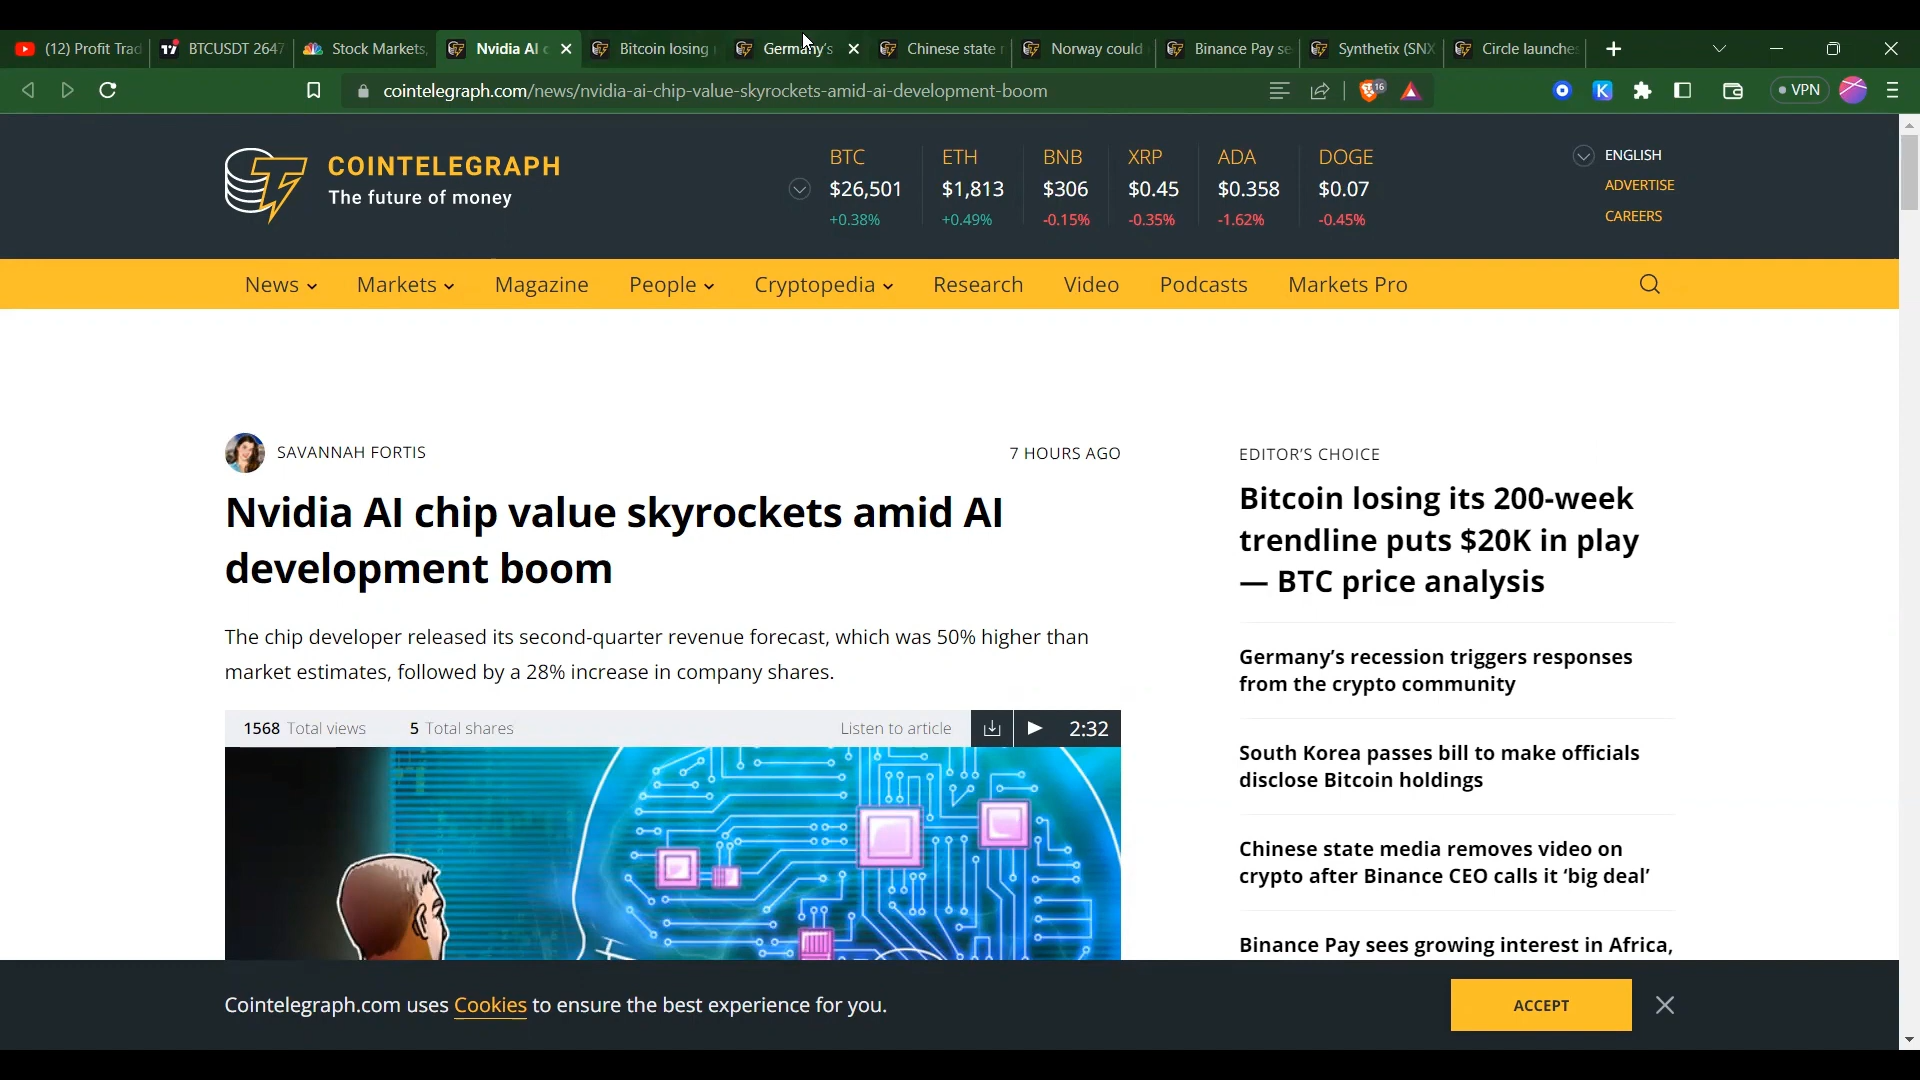 (12) Profit Trad
BTCUSDT 2647
Stock Markets,
Nvidia AI c
Bitcoin losing
Germany's
Chinese state
Norway could
Binance Pay se
Synthetix (SNX
Circle launche
cointelegraph.com/news/nvidia-ai-chip-value-skyrockets-amid-ai-development-boom
16
K
VPN
COINTELEGRAPH
The future of money
BTC ETH BNB XRP ADA DOGE
$26,501 $1,813 $306 $0.45 $0.358 $0.07
+0.38% +0.49% -0.15% -0.35% -1.62% -0.45%
ENGLISH
ADVERTISE
CAREERS
News Markets Magazine People Cryptopedia Research Video Podcasts Markets Pro
SAVANNAH FORTIS
7 HOURS AGO
Nvidia AI chip value skyrockets amid AI
development boom
The chip developer released its second-quarter revenue forecast, which was 50% higher than
market estimates, followed by a 28% increase in company shares.
1568 Total views 5 Total shares Listen to article 2:32
EDITOR'S CHOICE
Bitcoin losing its 200-week
trendline puts $20K in play
— BTC price analysis
Germany’s recession triggers responses
from the crypto community
South Korea passes bill to make officials
disclose Bitcoin holdings
Chinese state media removes video on
crypto after Binance CEO calls it ‘big deal’
Binance Pay sees growing interest in Africa,
Cointelegraph.com uses Cookies to ensure the best experience for you.
ACCEPT